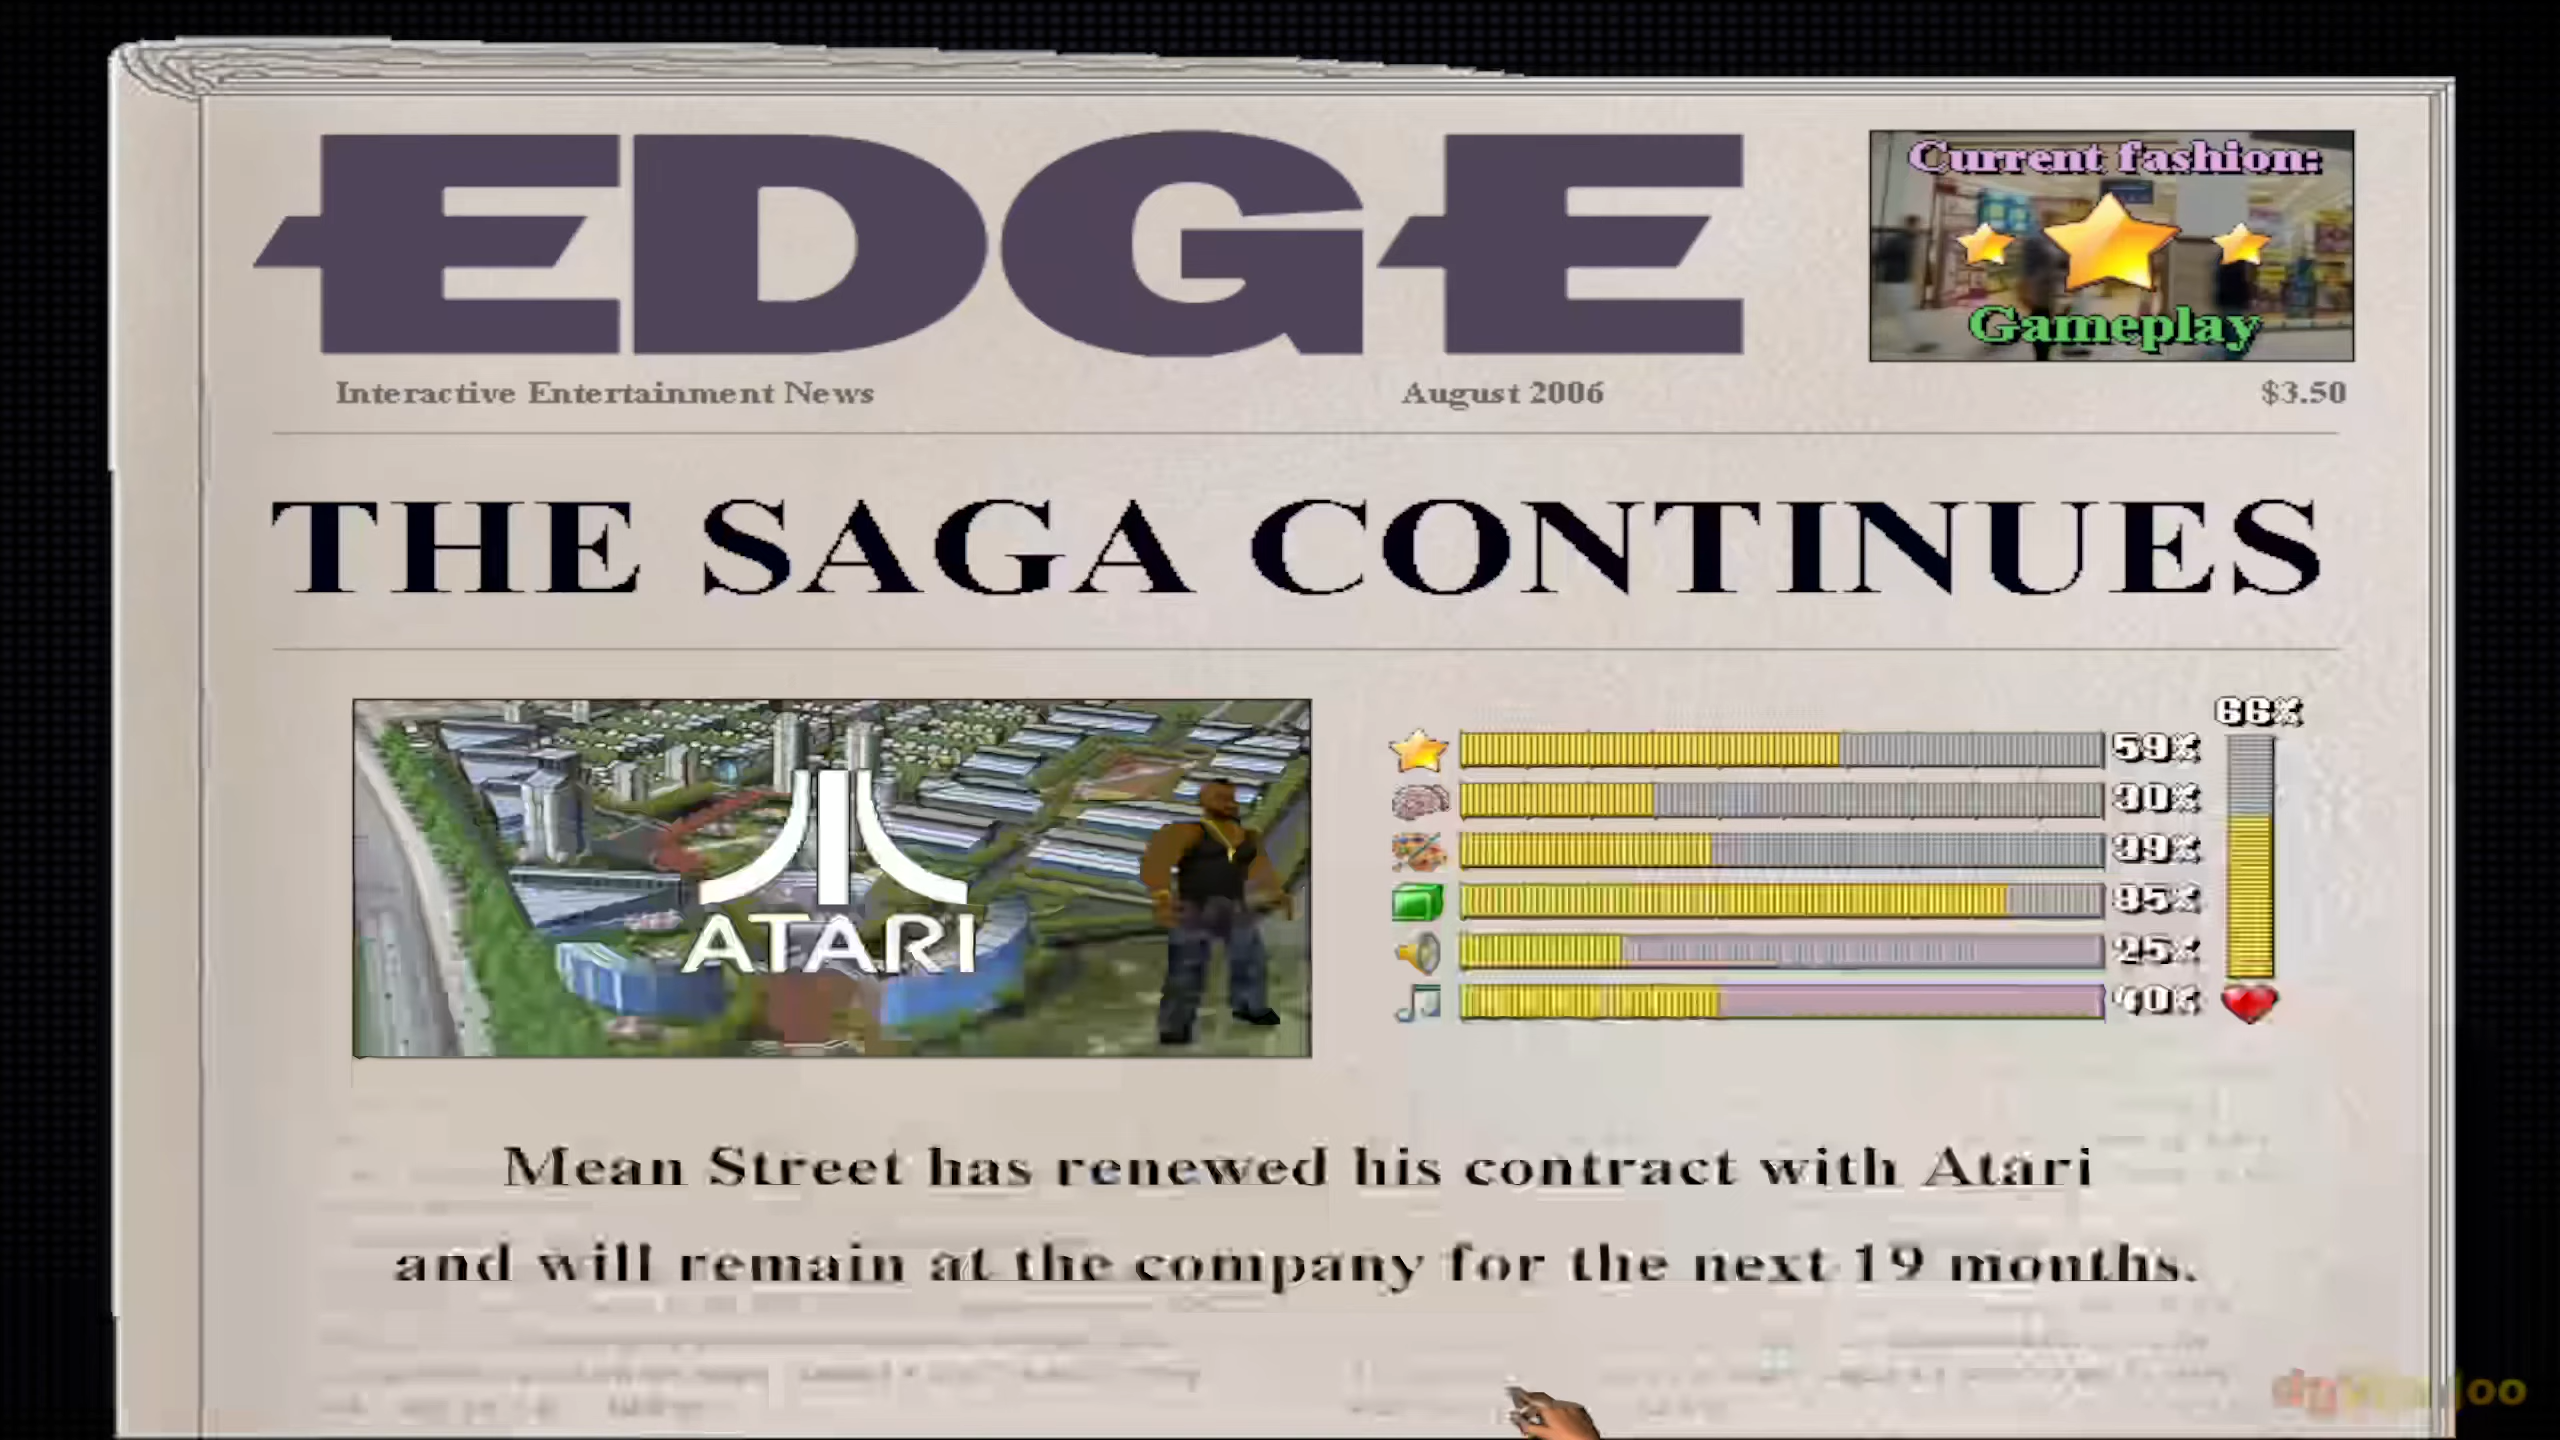 EDGE
Current fashion:
Gameplay
Interactive Entertainment News
August 2006
$3.50
THE SAGA CONTINUES
66%
59%
30%
39%
85%
25%
40%
ATARI
Mean Street has renewed his contract with Atari
and will remain at the company for the next 19 months.